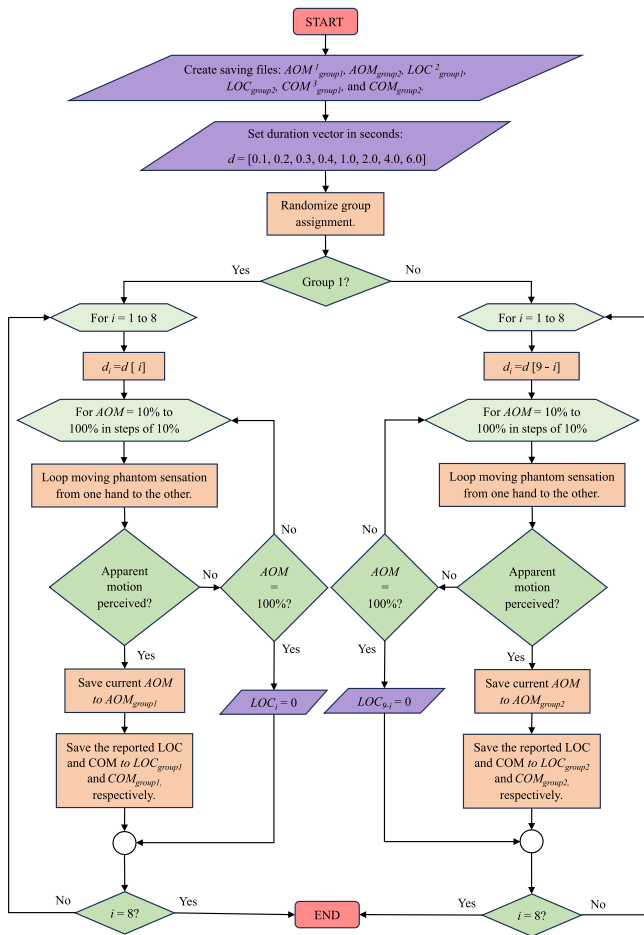 START
Create saving files: AOM ¹group1, AOMgroup2, LOC ²group1,
LOCgroup2, COM ³group1, and COMgroup2.
Set duration vector in seconds:
d = [0.1, 0.2, 0.3, 0.4, 1.0, 2.0, 4.0, 6.0]
Randomize group
assignment.
Yes
Group 1?
No
For i = 1 to 8
di =d [ i]
For AOM = 10% to
100% in steps of 10%
Loop moving phantom sensation
from one hand to the other.
No
Apparent
motion
perceived?
No
AOM
=
100%?
Yes
Yes
Save current AOM
to AOMgroup1
LOCi = 0
Save the reported LOC
and COM to LOCgroup1
and COMgroup1,
respectively.
No
i = 8?
Yes
For i = 1 to 8
di =d [9 - i]
For AOM = 10% to
100% in steps of 10%
Loop moving phantom sensation
from one hand to the other.
No
AOM
=
100%?
No
Apparent
motion
perceived?
Yes
Yes
LOC9-i = 0
Save current AOM
to AOMgroup2
Save the reported LOC
and COM to LOCgroup2
and COMgroup2,
respectively.
END
Yes
i = 8?
No